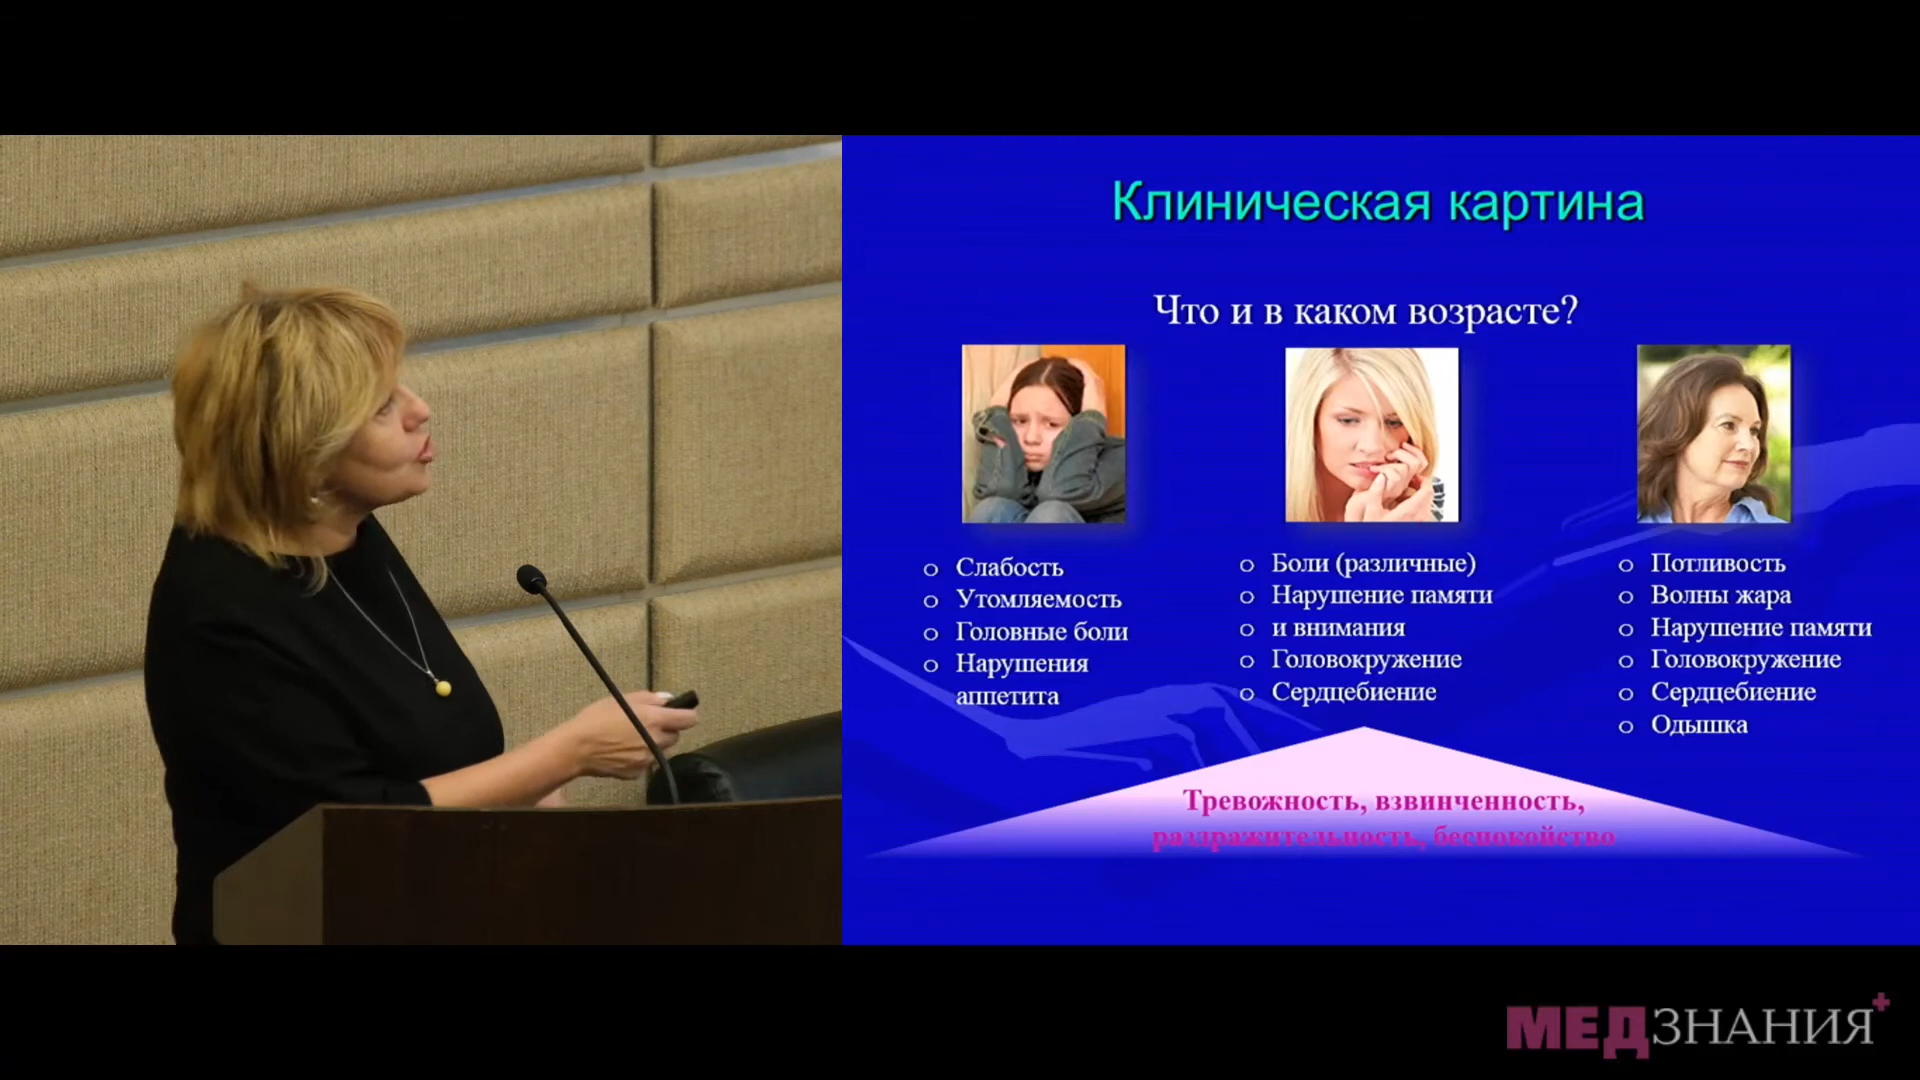 Клиническая картина
Что и в каком возрасте?
Слабость
Утомляемость
Головные боли
Нарушения
аппетита
Боли (различные)
Нарушение памяти
и внимания
Головокружение
Сердцебиение
Потливость
Волны жара
Нарушение памяти
Головокружение
Сердцебиение
Одышка
Тревожность, взвинченность,
раздражительность, беспокойство
МЕДЗНАНИЯ+